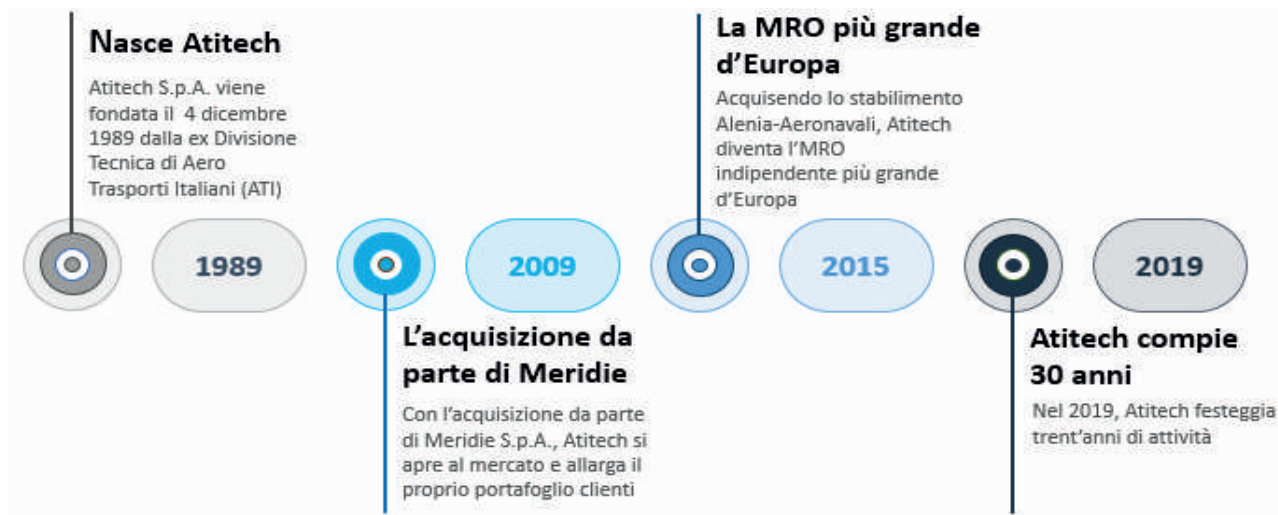 Nasce Atitech
Atitech S.p.A. viene
fondata il 4 dicembre
1989 dalla ex Divisione
Tecnica di Aero
Trasporti Italiani (ATI)
1989
2009
L’acquisizione da
parte di Meridie
Con l’acquisizione da parte
di Meridie S.p.A., Atitech si
apre al mercato e allarga il
proprio portafoglio clienti
La MRO più grande
d’Europa
Acquisendo lo stabilimento
Alenia-Aeronavali, Atitech
diventa l’MRO
indipendente più grande
d’Europa
2015
2019
Atitech compie
30 anni
Nel 2019, Atitech festeggia
trent’anni di attività